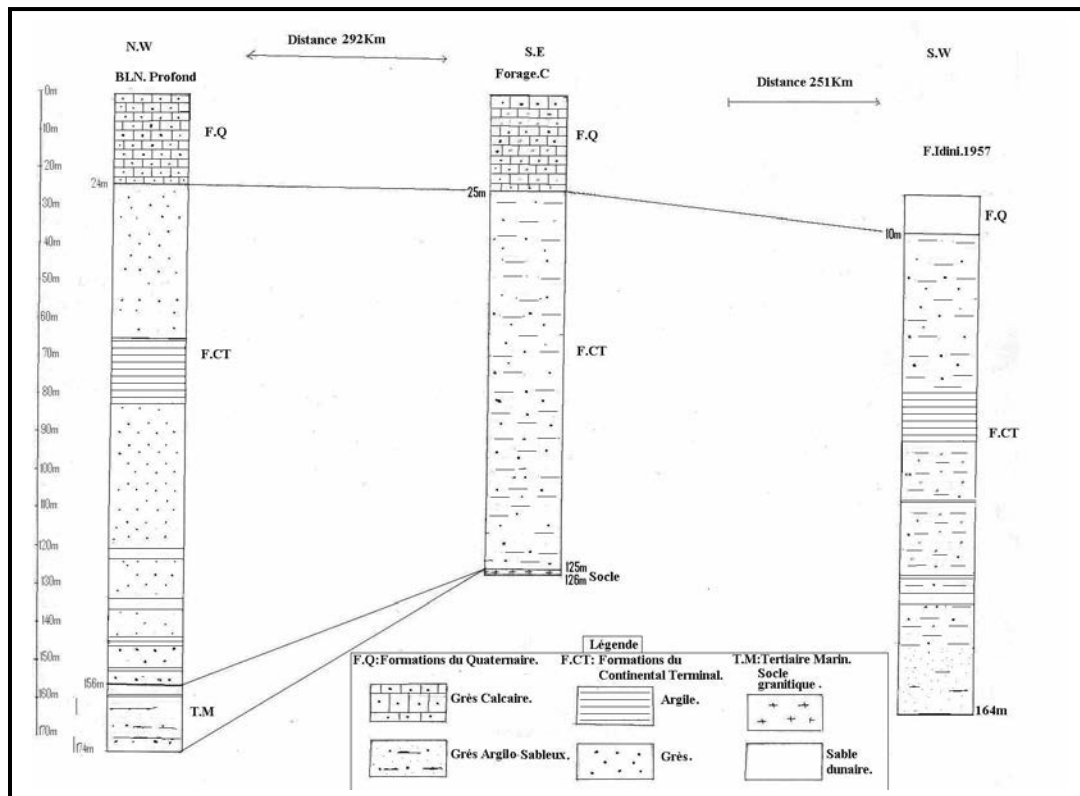 N.W
Distance 292Km
S.E
S.W
BLN. Profond
Forage.C
Distance 251Km
0m
10m
20m
24m
30m
40m
50m
60m
70m
80m
90m
100m
110m
120m
130m
140m
150m
156m
160m
170m
174m
F.Q
F.CT
T.M
F.Q
25m
F.CT
125m
126m Socle
F.Idini.1957
F.Q
10m
F.CT
164m
Légende
F.Q:Formations du Quaternaire.
F.CT: Formations du
Continental Terminal.
T.M:Tertiaire Marin.
Socle
granitique.
Grès Calcaire.
Argile.
Grès Argilo-Sableux.
Grès.
Sable
dunaire.